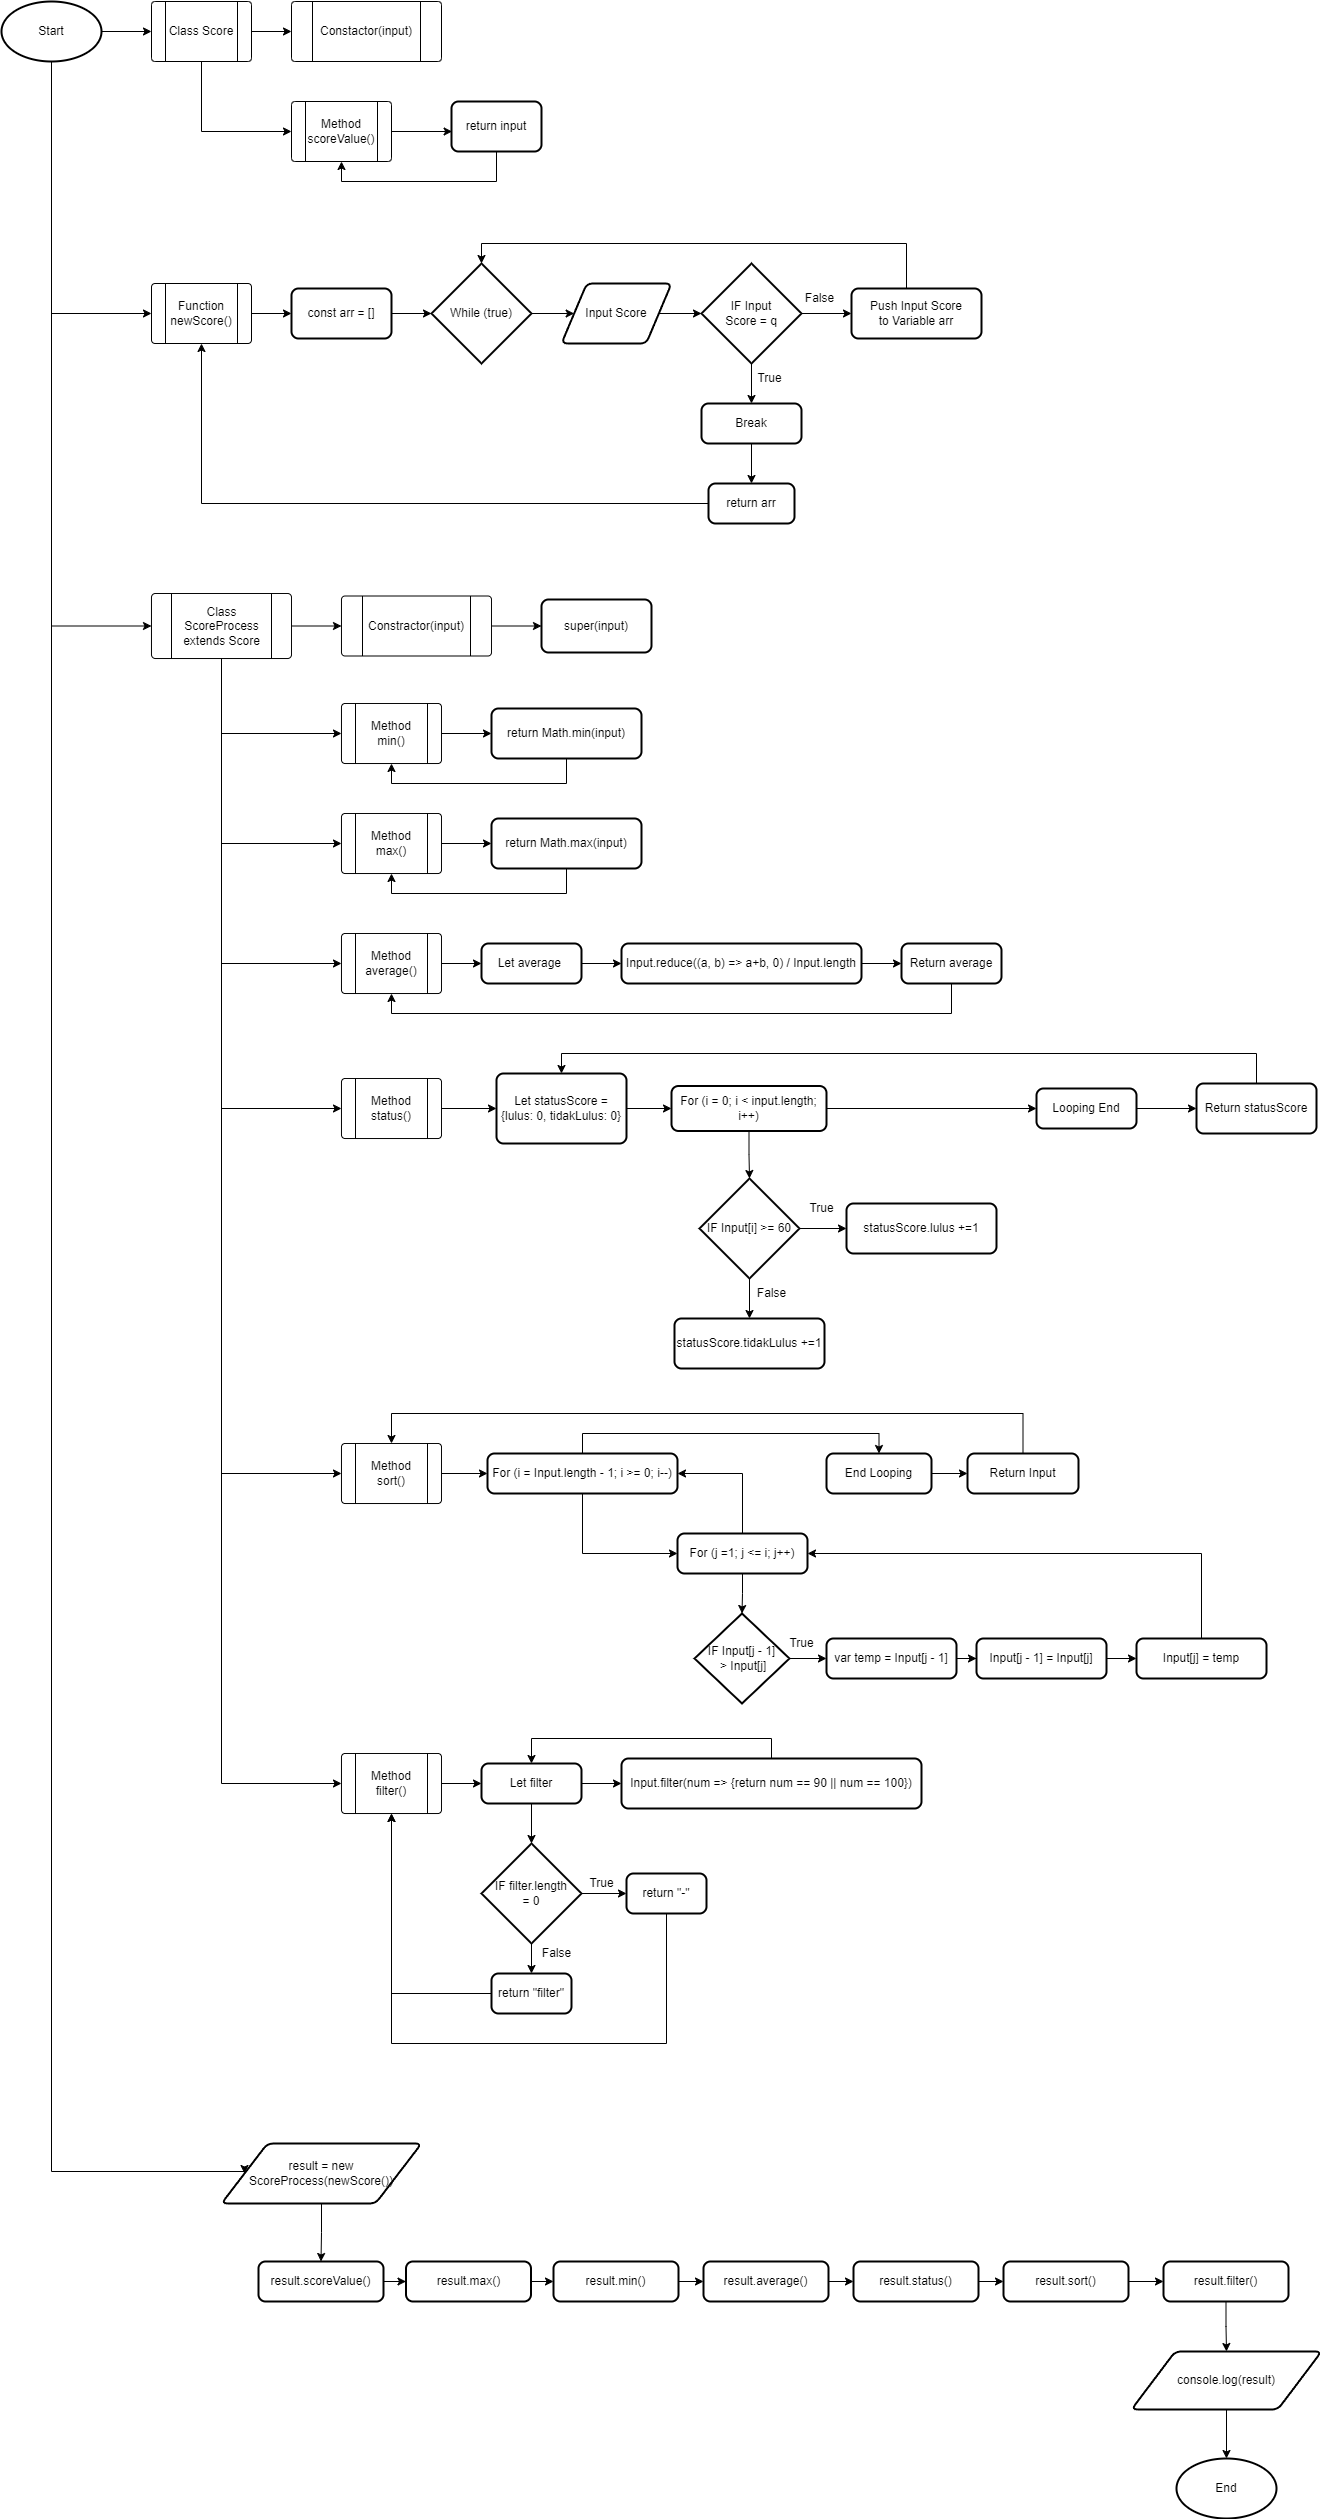 Start
Class Score
Constactor(input)
Method
scoreValue()
return input
Function
newScore()
const arr = []
While (true)
Input Score
IF Input
Score = q
False
Push Input Score
to Variable arr
True
Break
return arr
Class
ScoreProcess
extends Score
Constractor(input)
super(input)
Method
min()
return Math.min(input)
Method
max()
return Math.max(input)
Method
average()
Let average
Input.reduce((a, b) => a+b, 0) / Input.length
Return average
Method
status()
Let statusScore =
{lulus: 0, tidakLulus: 0}
For (i = 0; i < input.length;
i++)
Looping End
Return statusScore
IF Input[i] >= 60
True
statusScore.lulus +=1
False
statusScore.tidakLulus +=1
Method
sort()
For (i = Input.length - 1; i >= 0; i--)
End Looping
Return Input
For (j =1; j <= i; j++)
IF Input[j - 1]
> Input[j]
True
var temp = Input[j - 1]
Input[j - 1] = Input[j]
Input[j] = temp
Method
filter()
Let filter
Input.filter(num => {return num == 90 || num == 100})
IF filter.length
= 0
True
return "-"
False
return "filter"
result = new
ScoreProcess(newScore())
result.scoreValue()
result.max()
result.min()
result.average()
result.status()
result.sort()
result.filter()
console.log(result)
End